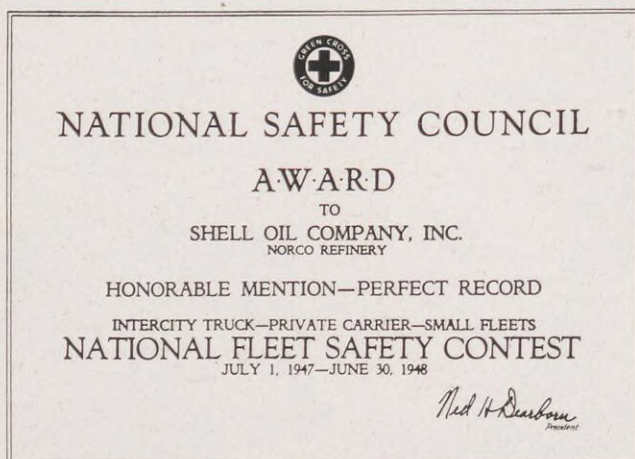 GREEN CROSS
FOR SAFETY
NATIONAL SAFETY COUNCIL
A·W·A·R·D
TO
SHELL OIL COMPANY, INC.
NORCO REFINERY
HONORABLE MENTION—PERFECT RECORD
INTERCITY TRUCK—PRIVATE CARRIER—SMALL FLEETS
NATIONAL FLEET SAFETY CONTEST
JULY 1, 1947—JUNE 30, 1948
Ned H Dearborn
President